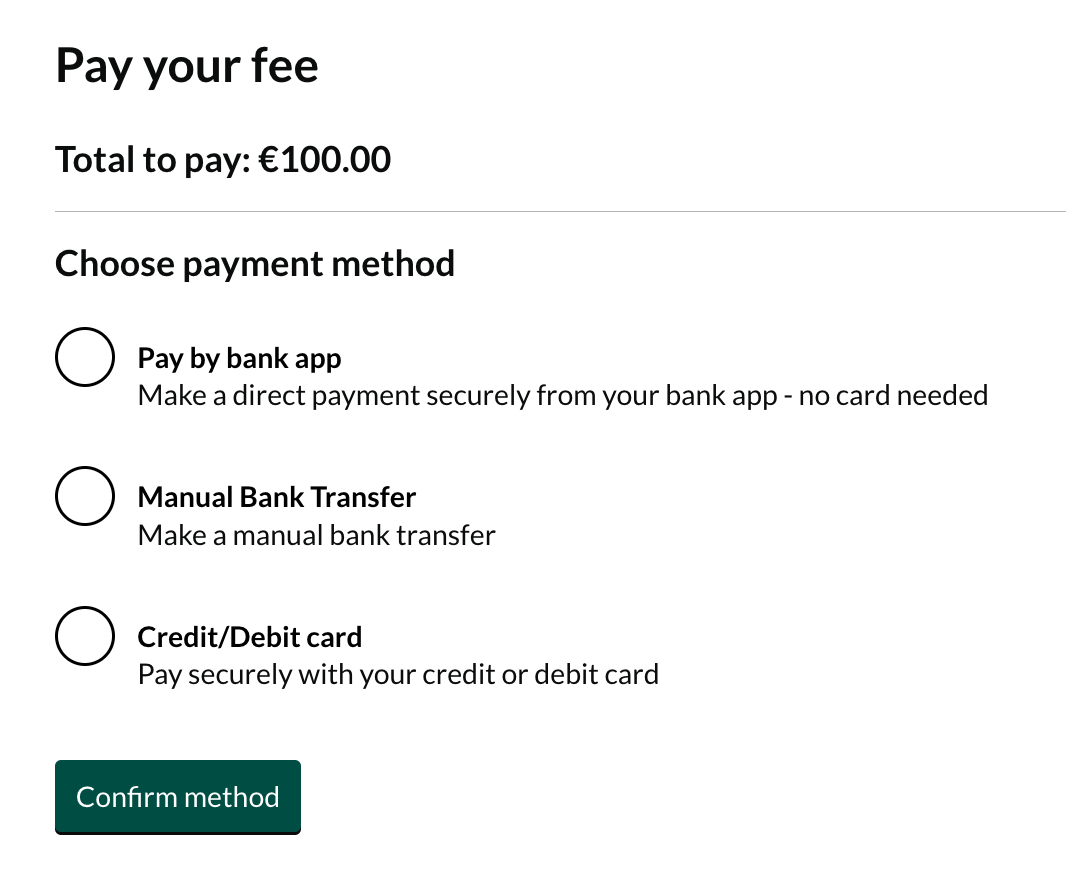 Pay your fee
Total to pay: €100.00
Choose payment method
Pay by bank app
Make a direct payment securely from your bank app - no card needed
Manual Bank Transfer
Make a manual bank transfer
Credit/Debit card
Pay securely with your credit or debit card
Confirm method